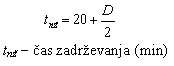 t_nž = 20 + D/2
t_nž − čas zadrževanja (min)